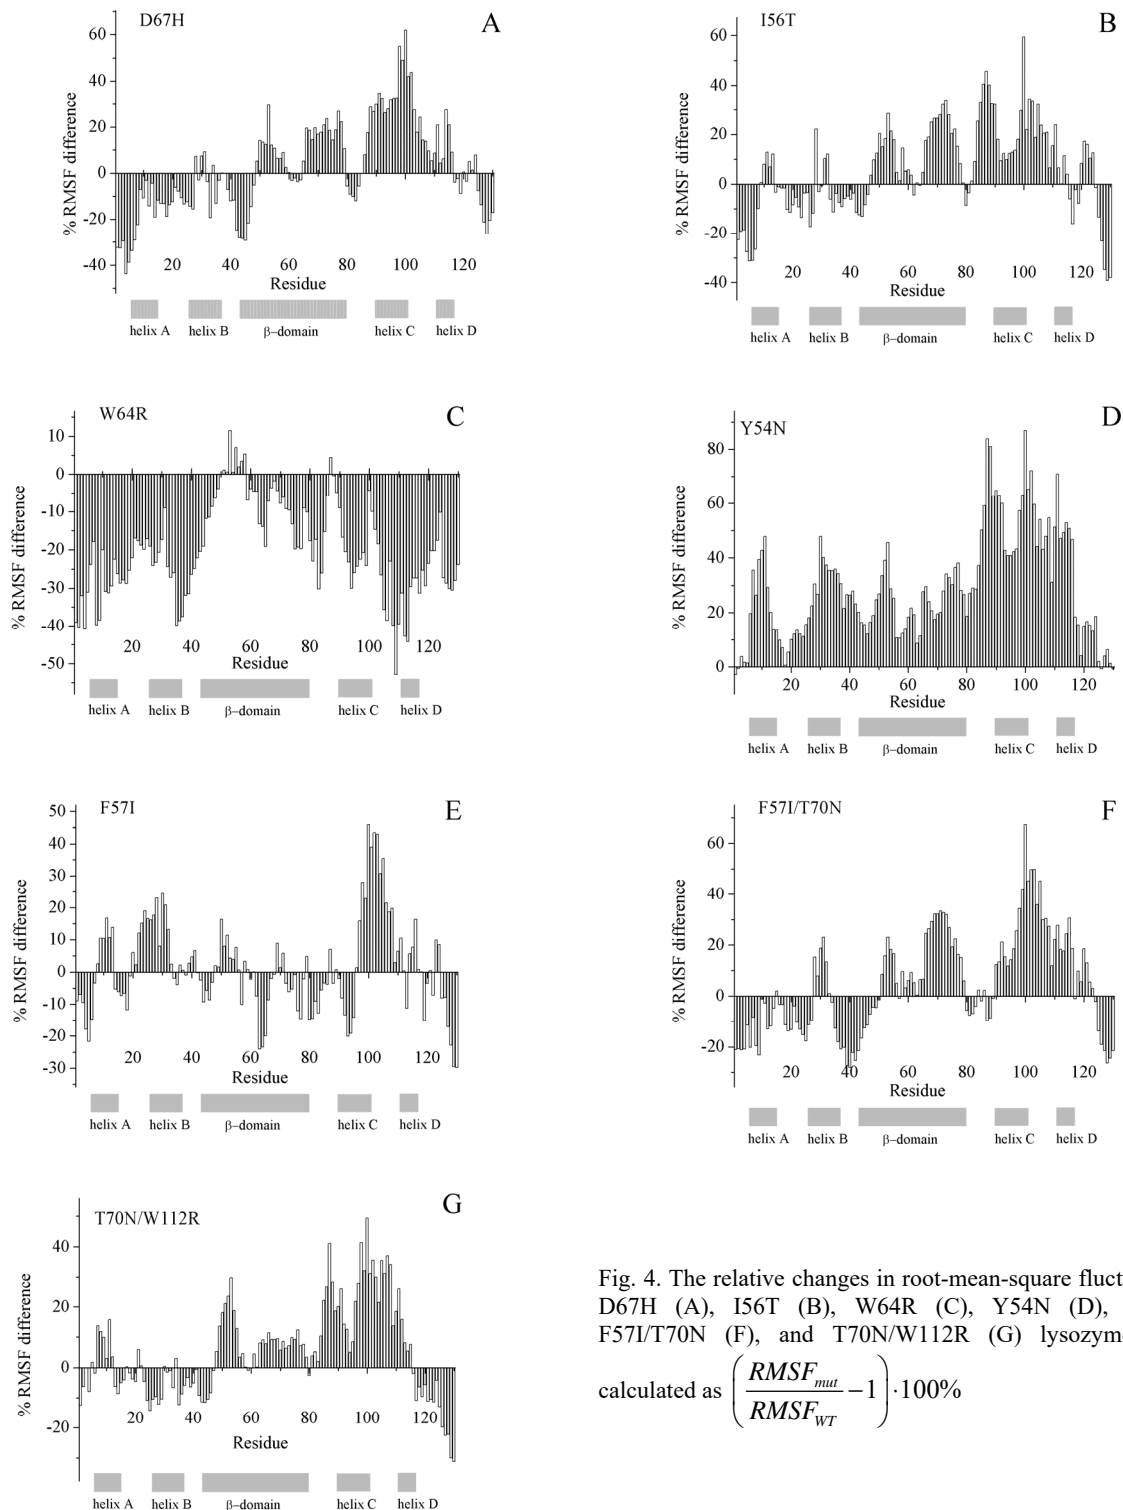 D67H
A
60
40
20
0
-20
-40
% RMSF difference
20 40 60 80 100 120
Residue
helix A helix B β–domain helix C helix D
I56T
B
60
40
20
0
-20
-40
% RMSF difference
20 40 60 80 100 120
Residue
helix A helix B β–domain helix C helix D
W64R
C
10
0
-10
-20
-30
-40
-50
% RMSF difference
20 40 60 80 100 120
Residue
helix A helix B β–domain helix C helix D
Y54N
D
80
60
40
20
0
% RMSF difference
20 40 60 80 100 120
Residue
helix A helix B β–domain helix C helix D
F57I
E
50
40
30
20
10
0
-10
-20
-30
% RMSF difference
20 40 60 80 100 120
Residue
helix A helix B β–domain helix C helix D
F57I/T70N
F
60
40
20
0
-20
% RMSF difference
20 40 60 80 100 120
Residue
helix A helix B β–domain helix C helix D
T70N/W112R
G
40
20
0
-20
% RMSF difference
20 40 60 80 100 120
Residue
helix A helix B β–domain helix C helix D
Fig. 4. The relative changes in root-mean-square fluct
D67H (A), I56T (B), W64R (C), Y54N (D),
F57I/T70N (F), and T70N/W112R (G) lysozym
calculated as (RMSF_mut / RMSF_WT − 1) · 100%